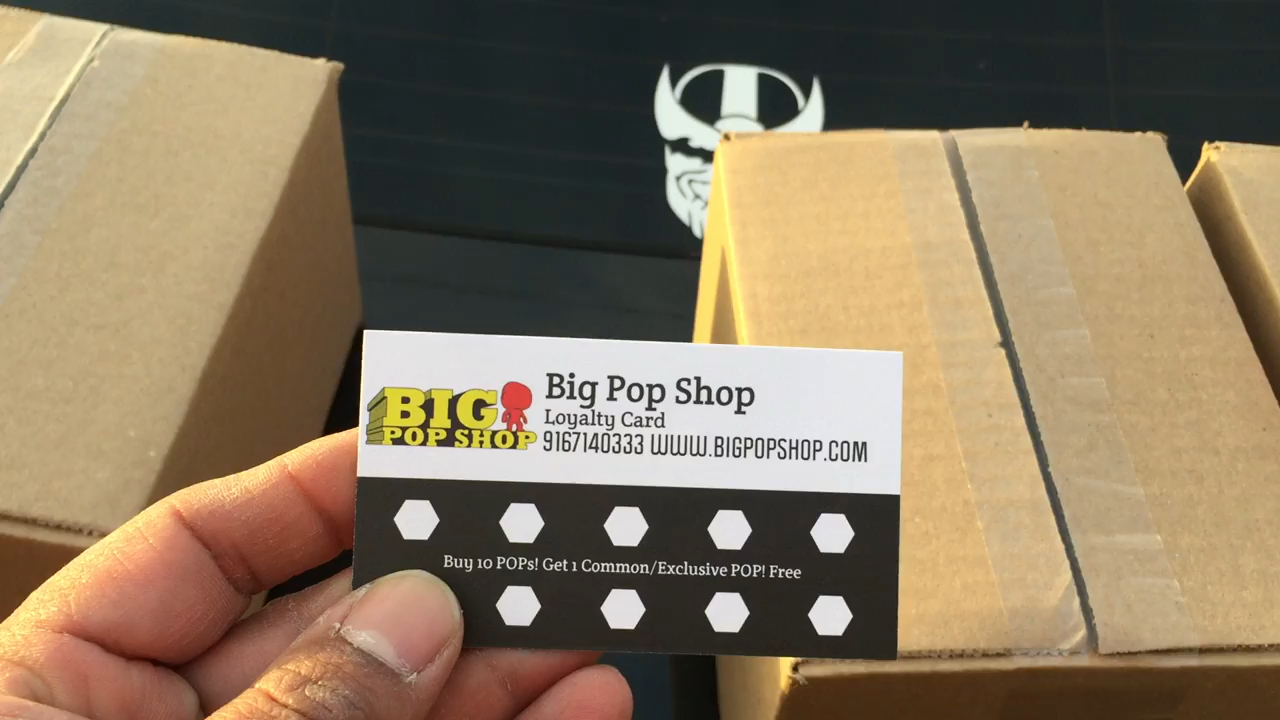 BIG
POP SHOP
Big Pop Shop
Loyalty Card
9167140333 WWW.BIGPOPSHOP.COM
Buy 10 POPs! Get 1 Common/Exclusive POP! Free